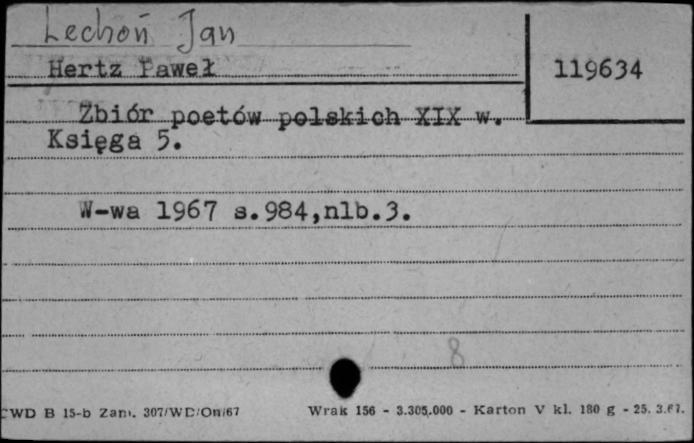 Lechoń Jan
Hertz Paweł
119634
Zbiór poetów polskich XIX w.
Księga 5.
W-wa 1967 s.984,nlb.3.
8
CWD B 15-b Zam. 307/WD/On/67 Wrak 156 - 3.305.000 - Karton V kl. 180 g - 25. 3.67.